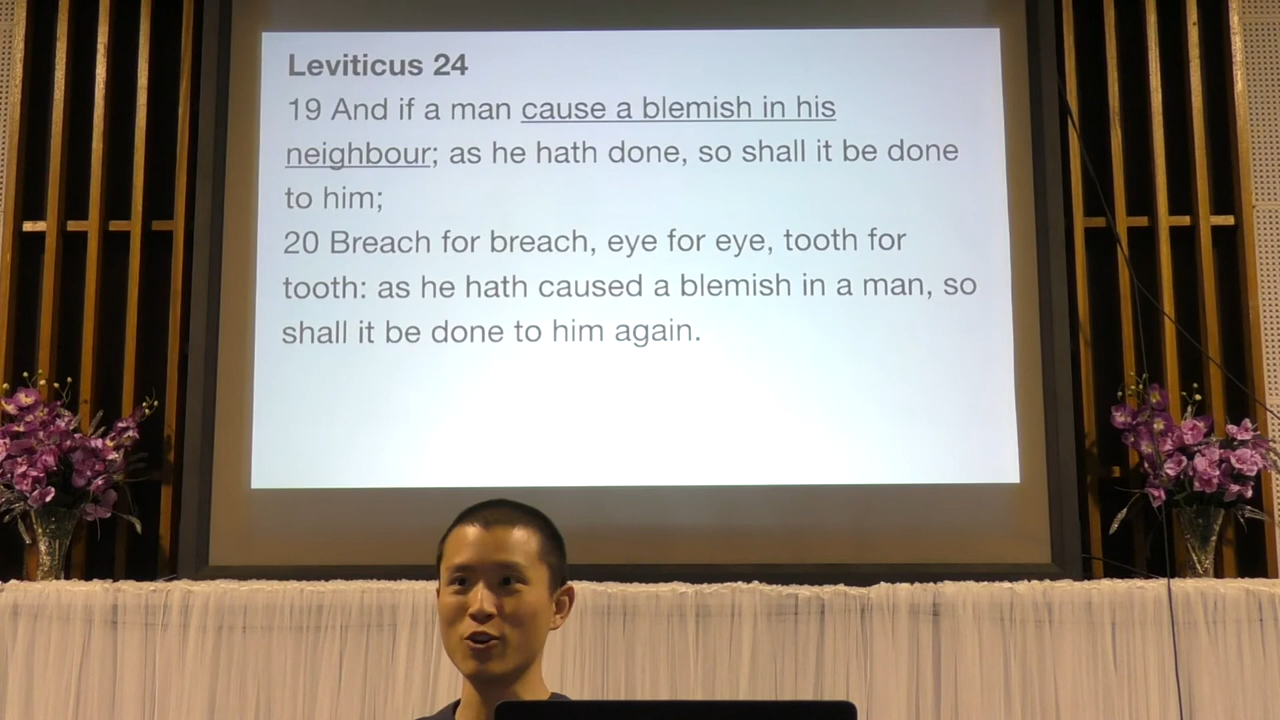 Leviticus 24
19 And if a man cause a blemish in his
neighbour; as he hath done, so shall it be done
to him;
20 Breach for breach, eye for eye, tooth for
tooth: as he hath caused a blemish in a man, so
shall it be done to him again.